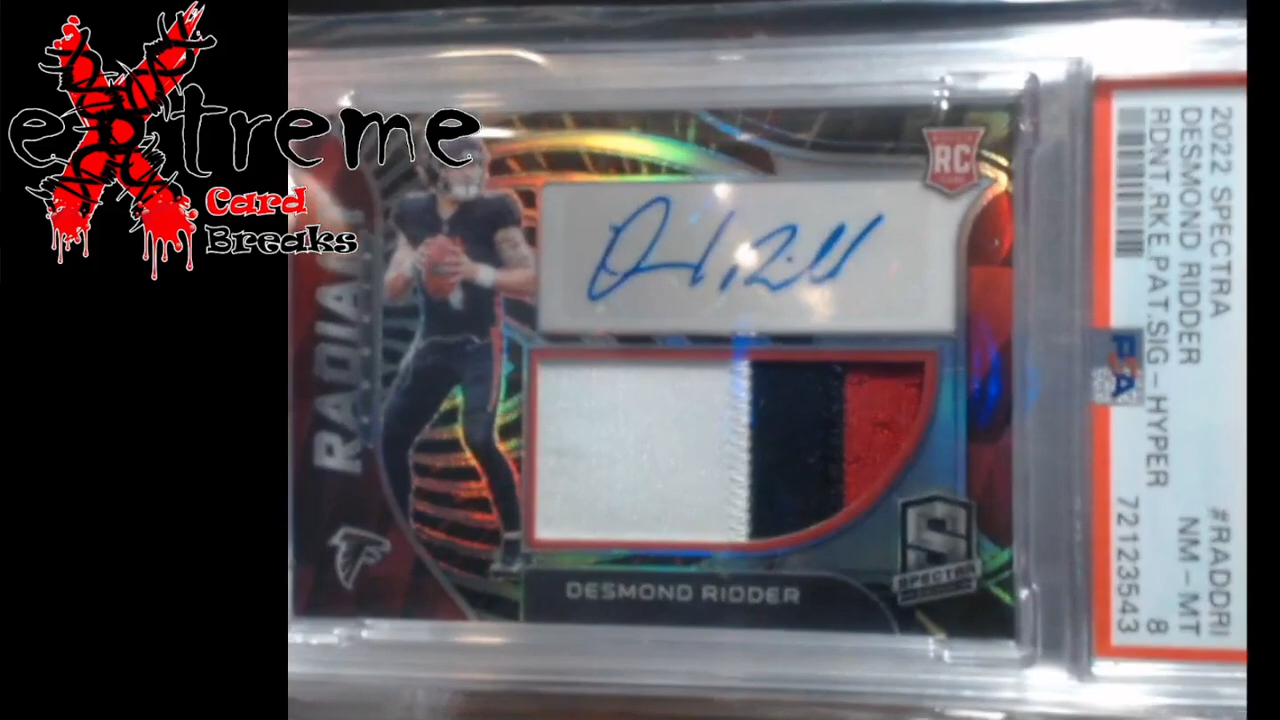 eXtreme
Card
Breaks
RADIANT
RC
DESMOND RIDDER
S
SPECTRA
2022 SPECTRA #RADDRI
DESMOND RIDDER NM-MT
RDNT.RKE.PAT.SIG-HYPER 8
72123543
PSA